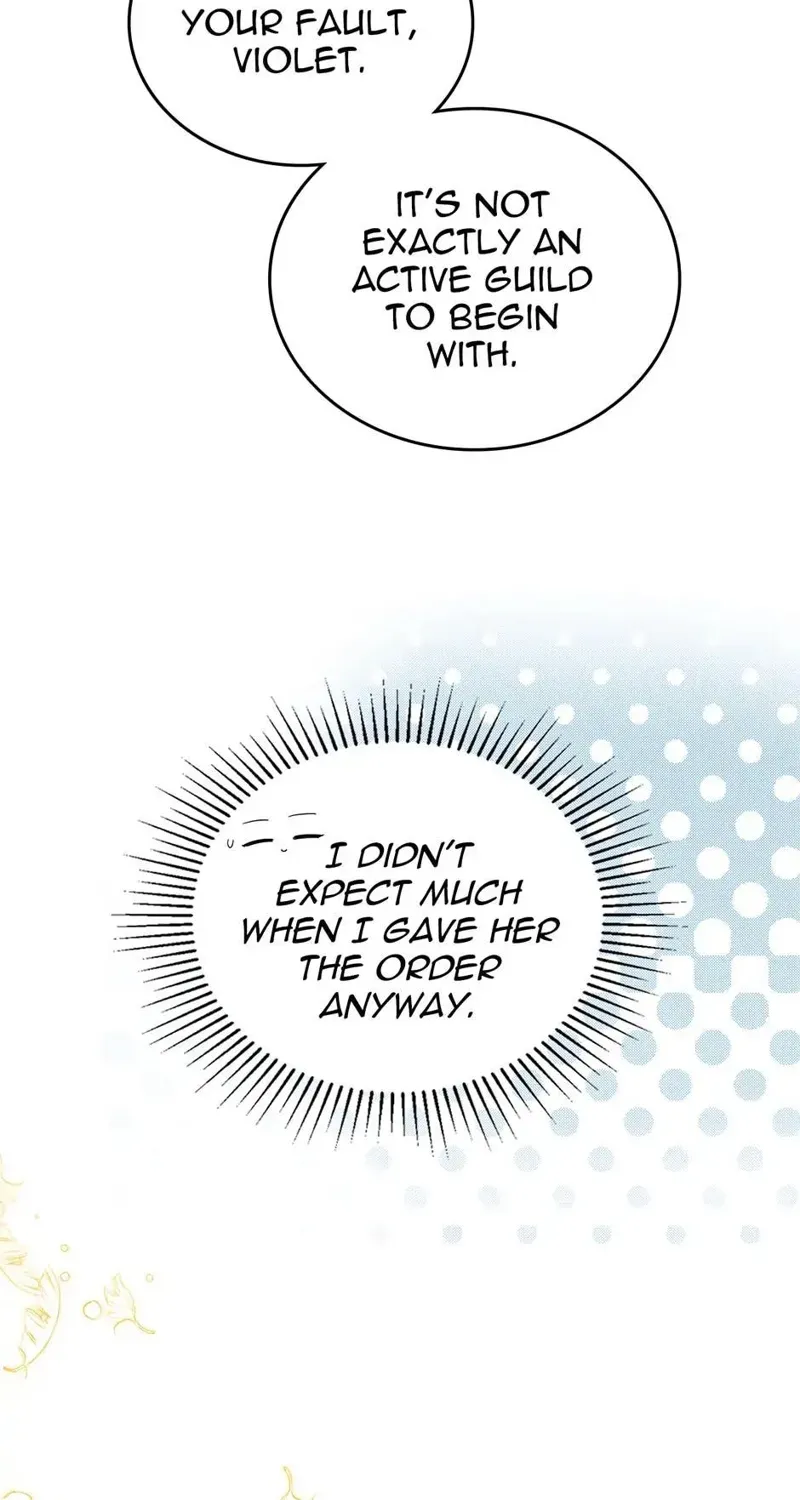 YOUR FAULT,
VIOLET.
IT'S NOT
EXACTLY AN
ACTIVE GUILD
TO BEGIN
WITH.
I DIDN'T
EXPECT MUCH
WHEN I GAVE HER
THE ORDER
ANYWAY.